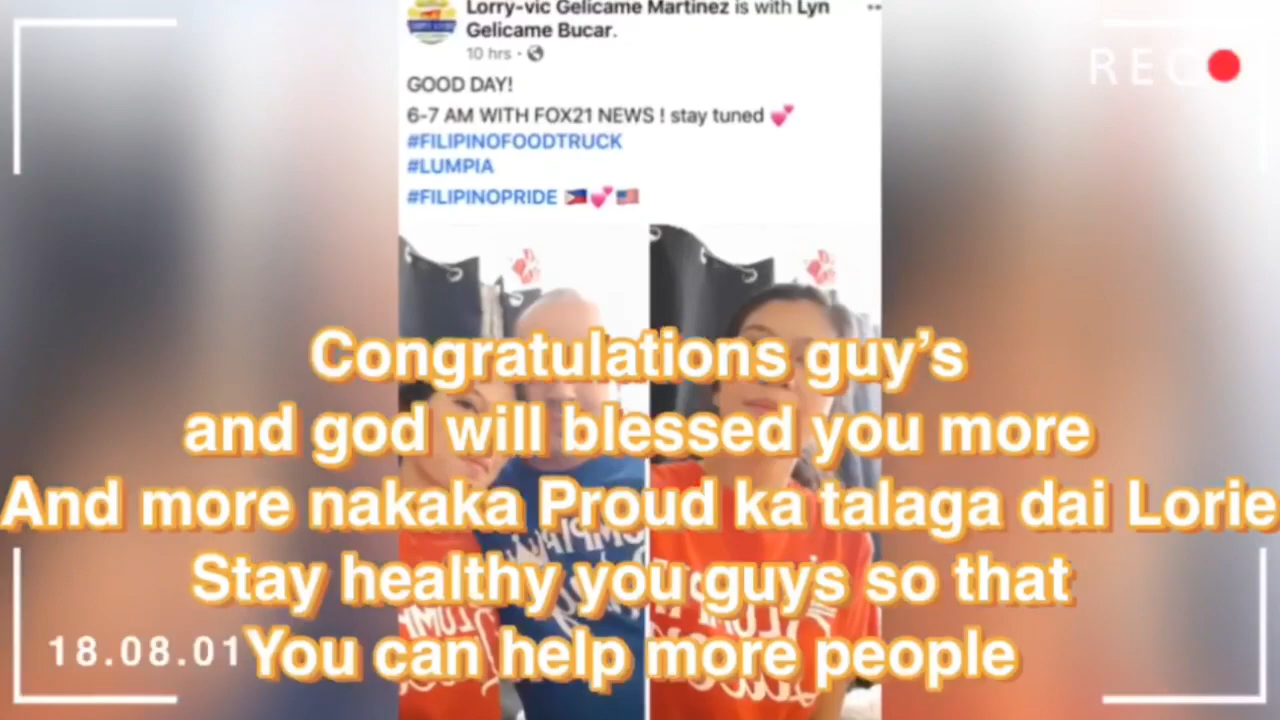 Lorry-vic Gelicame Martinez is with Lyn
Gelicame Bucar.
10 hrs
GOOD DAY!
6-7 AM WITH FOX21 NEWS ! stay tuned 💕
#FILIPINOFOODTRUCK
#LUMPIA
#FILIPINOPRIDE 🇵🇭💕🇺🇸
REC
Congratulations guy’s
and god will blessed you more
And more nakaka Proud ka talaga dai Lorie
Stay healthy you guys so that
You can help more people
18.08.01